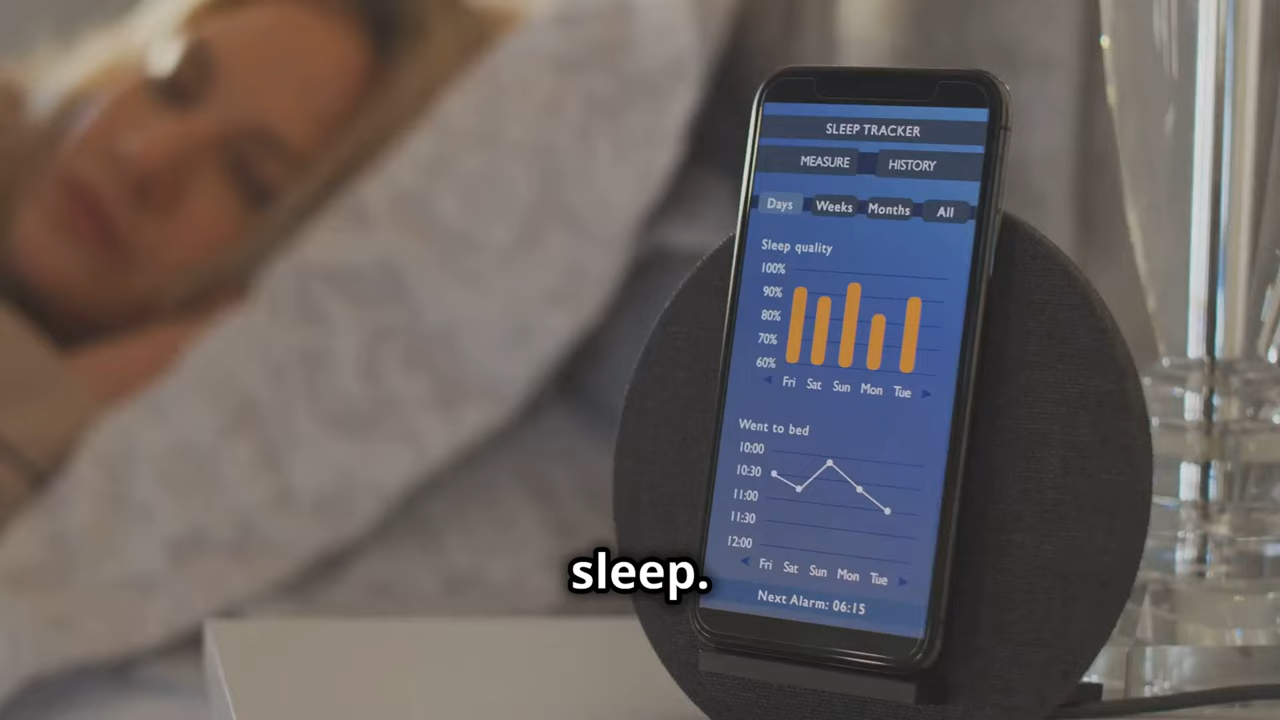 SLEEP TRACKER
MEASURE HISTORY
Days Weeks Months All
Sleep quality
100%
90%
80%
70%
60%
Fri Sat Sun Mon Tue
Went to bed
10:00
10:30
11:00
11:30
12:00
Fri Sat Sun Mon Tue
Next Alarm: 06:15
sleep.